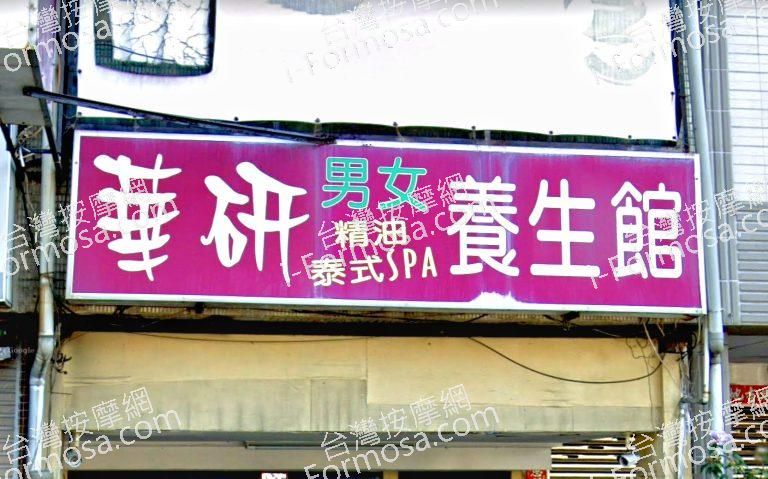 華研
男女
精油
泰式SPA
養生館
台灣按摩網
i-Formosa.com
Google